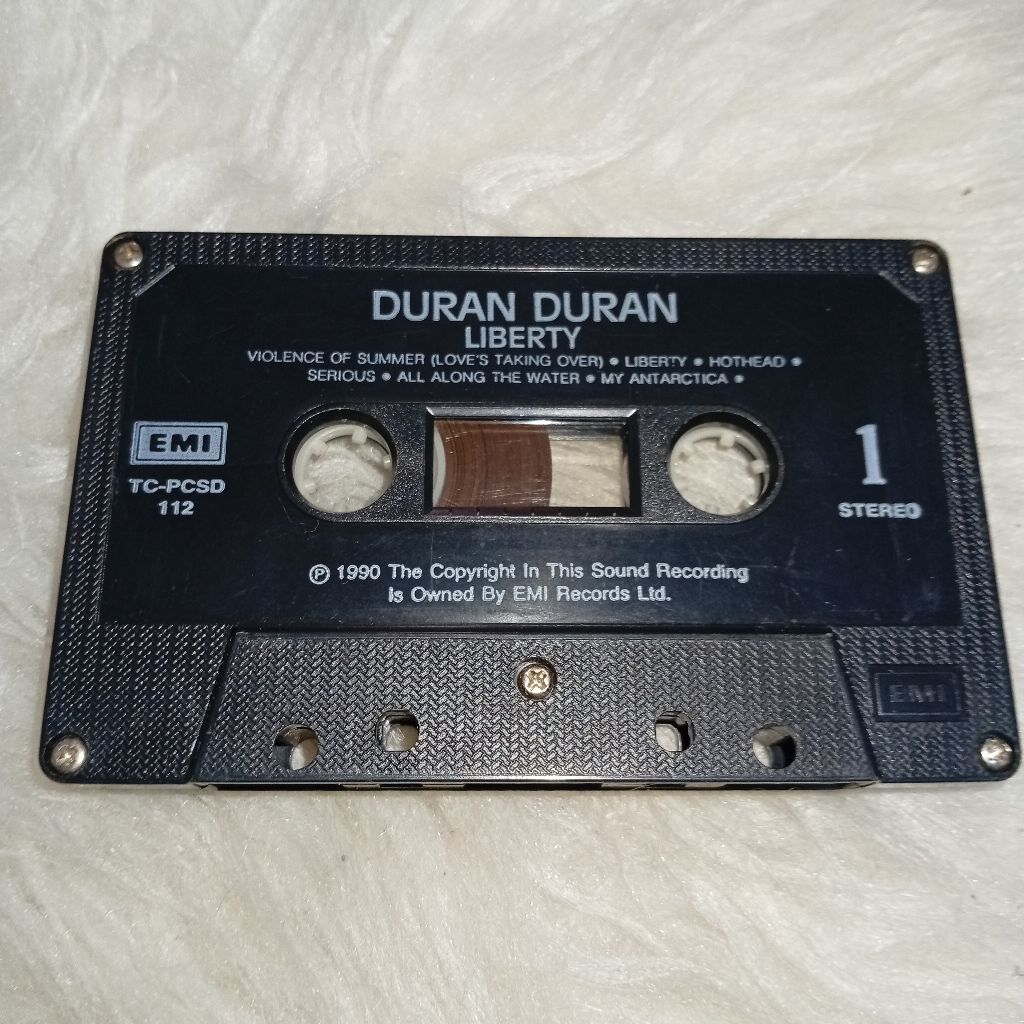 DURAN DURAN
LIBERTY
VIOLENCE OF SUMMER (LOVE'S TAKING OVER) • LIBERTY • HOTHEAD •
SERIOUS • ALL ALONG THE WATER • MY ANTARCTICA •
EMI
TC-PCSD
112
1
STEREO
℗ 1990 The Copyright In This Sound Recording
is Owned By EMI Records Ltd.
EMI